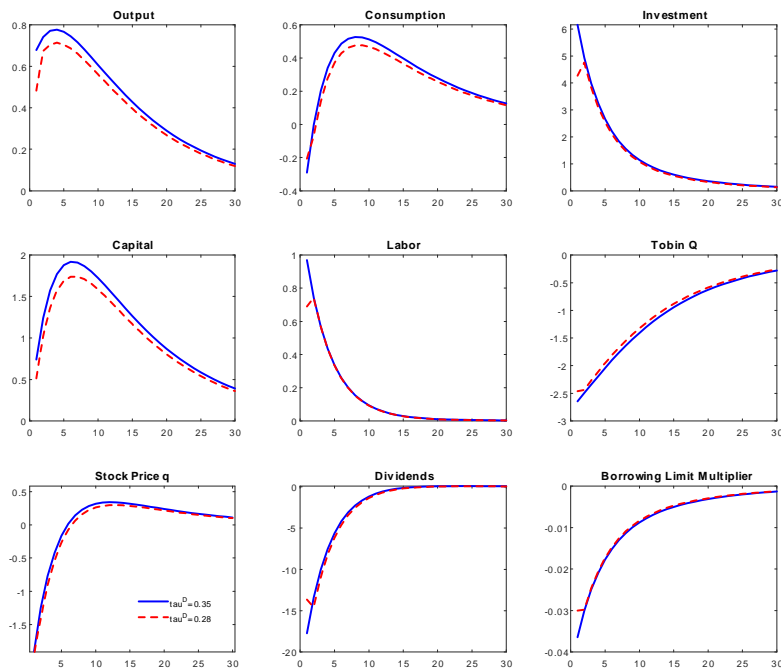 Output
Consumption
Investment
0.8
0.6
0.4
0.2
0
0 5 10 15 20 25 30
0.8
0.6
0.4
0.2
0
-0.2
-0.4
0 5 10 15 20 25 30
6
5
4
3
2
1
0
0 5 10 15 20 25 30
Capital
Labor
Tobin Q
2
1.5
1
0.5
0
0 5 10 15 20 25 30
1
0.8
0.6
0.4
0.2
0
0 5 10 15 20 25 30
0
-0.5
-1
-1.5
-2
-2.5
-3
0 5 10 15 20 25 30
Stock Price q
Dividends
Borrowing Limit Multiplier
0.5
0
-0.5
-1
-1.5
5 10 15 20 25 30
tau^D=0.35
tau^D=0.28
0
-5
-10
-15
-20
0 5 10 15 20 25 30
0
-0.01
-0.02
-0.03
-0.04
0 5 10 15 20 25 30